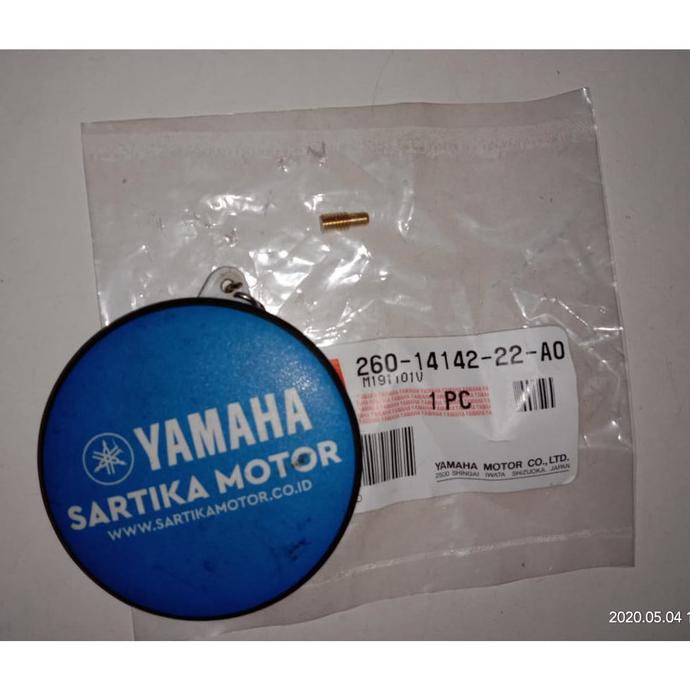 260-14142-22-A0
M191101V
1 PC
YAMAHA MOTOR CO., LTD.
2500 SHINGAI IWATA SHIZUOKA JAPAN
YAMAHA
SARTIKA MOTOR
WWW.SARTIKAMOTOR.CO.ID
2020.05.04